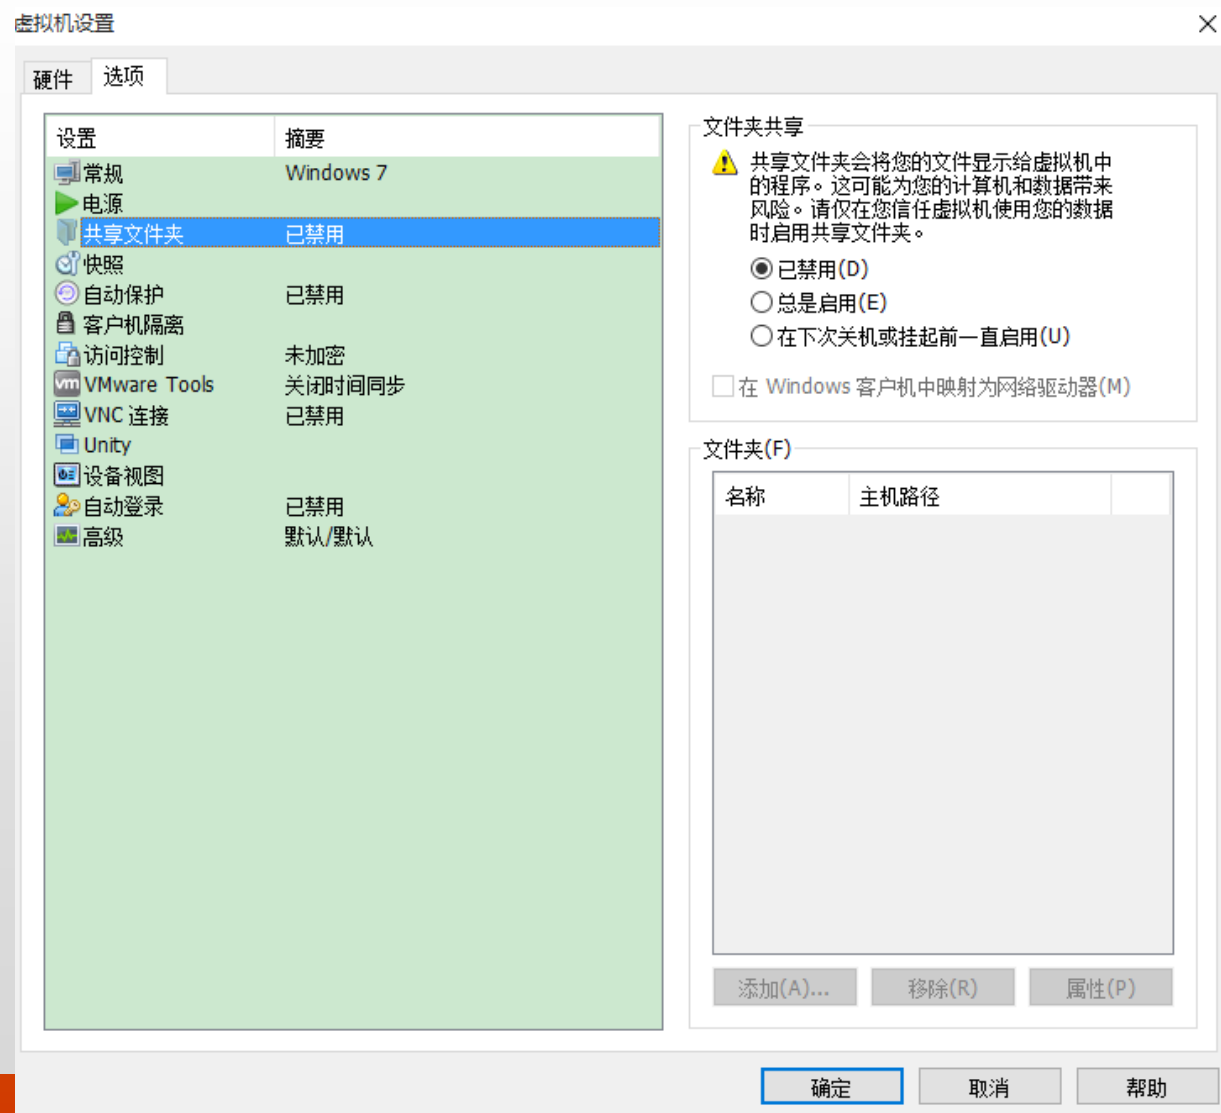 虚拟机设置
硬件 选项
设置 摘要
常规 Windows 7
电源
共享文件夹 已禁用
快照
自动保护 已禁用
客户机隔离
访问控制 未加密
vm VMware Tools 关闭时间同步
VNC 连接 已禁用
Unity
设备视图
自动登录 已禁用
高级 默认/默认
文件夹共享
共享文件夹会将您的文件显示给虚拟机中
的程序。这可能为您的计算机和数据带来
风险。请仅在您信任虚拟机使用您的数据
时启用共享文件夹。
已禁用(D)
总是启用(E)
在下次关机或挂起前一直启用(U)
在 Windows 客户机中映射为网络驱动器(M)
文件夹(F)
名称 主机路径
添加(A)... 移除(R) 属性(P)
确定 取消 帮助